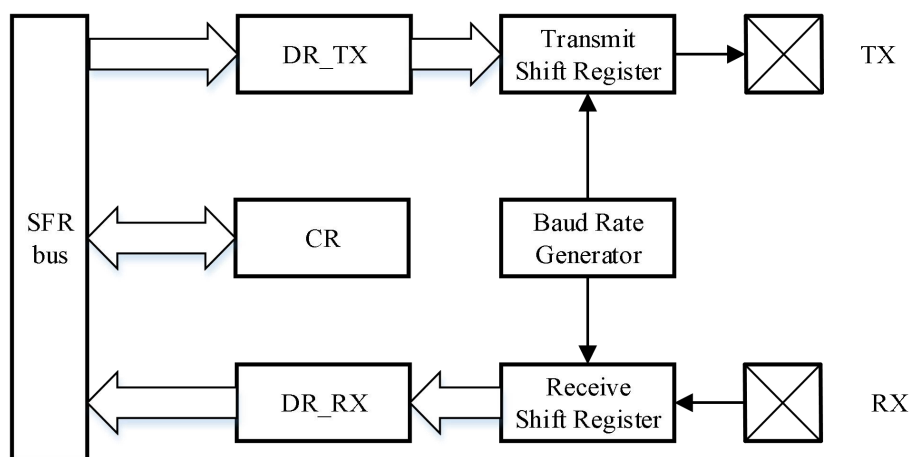 DR_TX
Transmit
Shift Register
TX
SFR
bus
CR
Baud Rate
Generator
DR_RX
Receive
Shift Register
RX